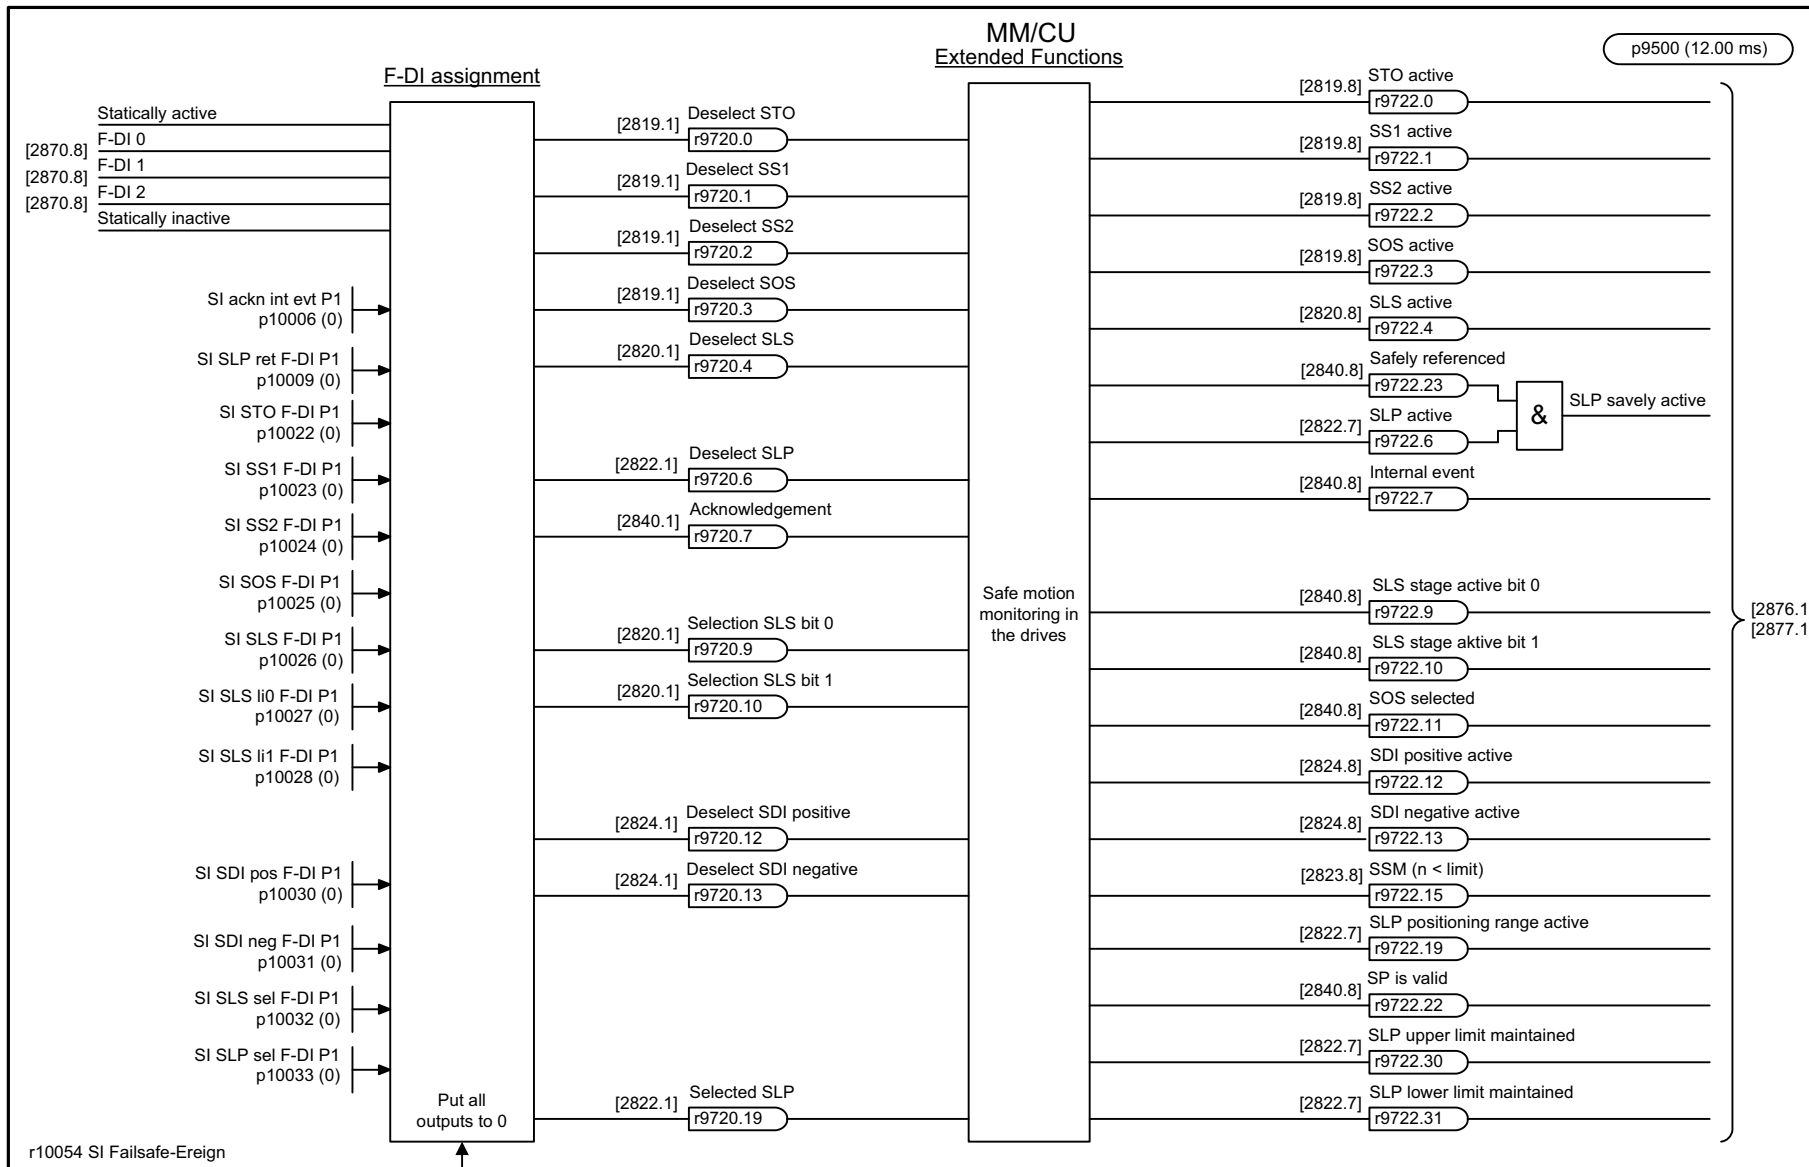 MM/CU
Extended Functions
p9500 (12.00 ms)
F-DI assignment
Statically active
[2870.8] F-DI 0
[2870.8] F-DI 1
[2870.8] F-DI 2
Statically inactive
SI ackn int evt P1
p10006 (0)
SI SLP ret F-DI P1
p10009 (0)
SI STO F-DI P1
p10022 (0)
SI SS1 F-DI P1
p10023 (0)
SI SS2 F-DI P1
p10024 (0)
SI SOS F-DI P1
p10025 (0)
SI SLS F-DI P1
p10026 (0)
SI SLS li0 F-DI P1
p10027 (0)
SI SLS li1 F-DI P1
p10028 (0)
SI SDI pos F-DI P1
p10030 (0)
SI SDI neg F-DI P1
p10031 (0)
SI SLS sel F-DI P1
p10032 (0)
SI SLP sel F-DI P1
p10033 (0)
Put all
outputs to 0
r10054 SI Failsafe-Ereign
[2819.1] Deselect STO
r9720.0
[2819.1] Deselect SS1
r9720.1
[2819.1] Deselect SS2
r9720.2
[2819.1] Deselect SOS
r9720.3
[2820.1] Deselect SLS
r9720.4
[2822.1] Deselect SLP
r9720.6
[2840.1] Acknowledgement
r9720.7
[2820.1] Selection SLS bit 0
r9720.9
[2820.1] Selection SLS bit 1
r9720.10
[2824.1] Deselect SDI positive
r9720.12
[2824.1] Deselect SDI negative
r9720.13
[2822.1] Selected SLP
r9720.19
Safe motion
monitoring in
the drives
[2819.8] STO active
r9722.0
[2819.8] SS1 active
r9722.1
[2819.8] SS2 active
r9722.2
[2819.8] SOS active
r9722.3
[2820.8] SLS active
r9722.4
[2840.8] Safely referenced
r9722.23
[2822.7] SLP active
r9722.6
&
SLP savely active
[2840.8] Internal event
r9722.7
[2840.8] SLS stage active bit 0
r9722.9
[2840.8] SLS stage aktive bit 1
r9722.10
[2840.8] SOS selected
r9722.11
[2824.8] SDI positive active
r9722.12
[2824.8] SDI negative active
r9722.13
[2823.8] SSM (n < limit)
r9722.15
[2822.7] SLP positioning range active
r9722.19
[2840.8] SP is valid
r9722.22
[2822.7] SLP upper limit maintained
r9722.30
[2822.7] SLP lower limit maintained
r9722.31
[2876.1
[2877.1